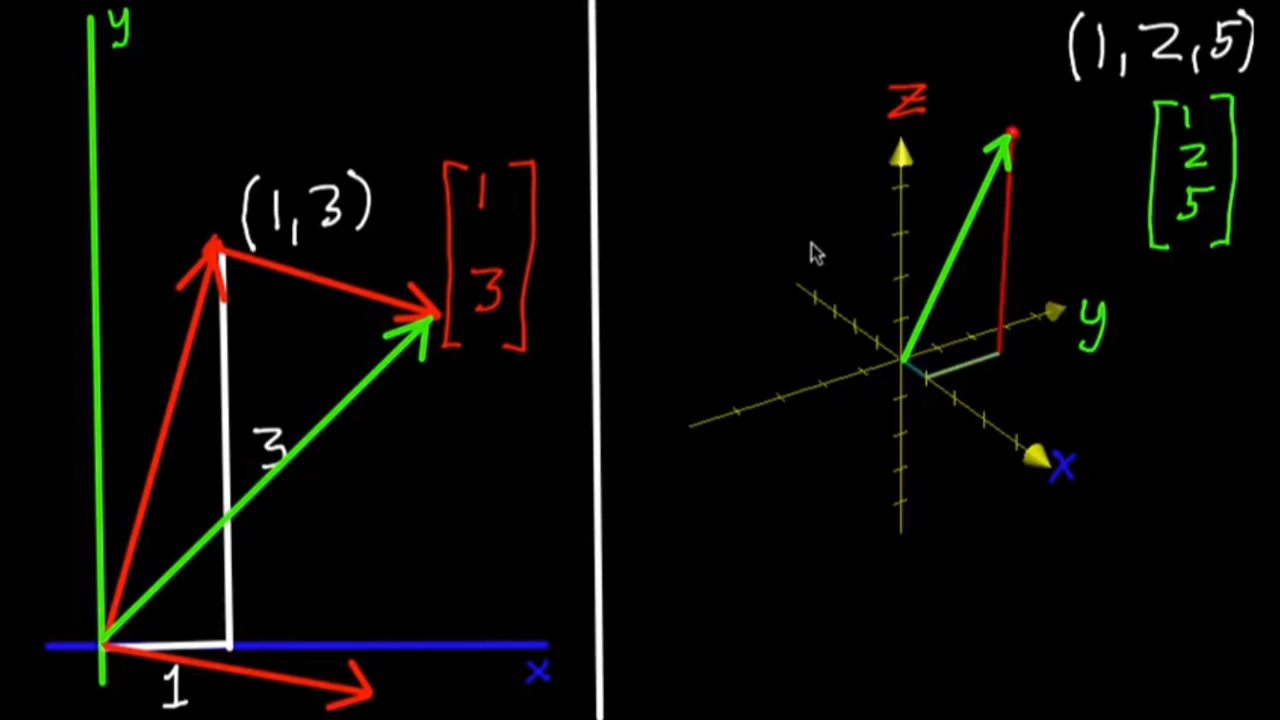 y
(1,3)
[1
3]
3
1
x
(1,2,5)
[1
2
5]
z
y
x